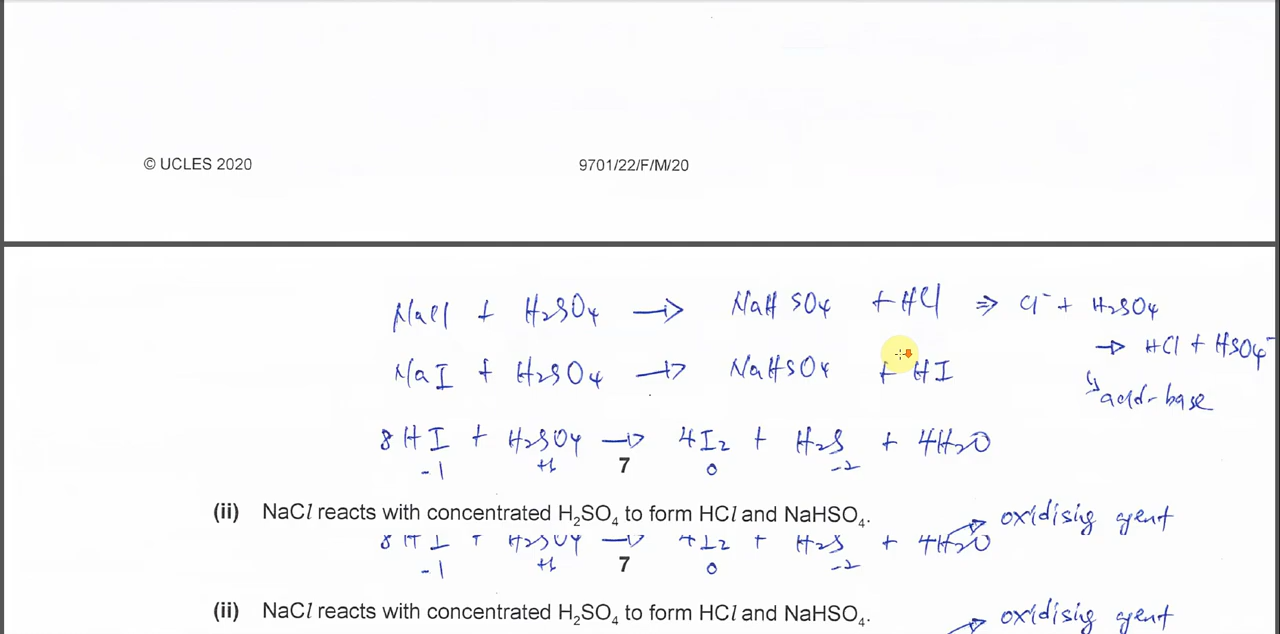 © UCLES 2020 9701/22/F/M/20
NaCl + H₂SO₄ → NaHSO₄ + HCl ⇒ Cl⁻ + H₂SO₄
→ HCl + HSO₄⁻
NaI + H₂SO₄ → NaHSO₄ + HI
↳ acid-base
8HI + H₂SO₄ → 4I₂ + H₂S + 4H₂O
-1 +6 7 0 -2
(ii) NaCl reacts with concentrated H₂SO₄ to form HCl and NaHSO₄.
→ oxidising agent
8HI + H₂SO₄ → 4I₂ + H₂S + 4H₂O
-1 +6 7 0 -2
(ii) NaCl reacts with concentrated H₂SO₄ to form HCl and NaHSO₄.
→ oxidising agent